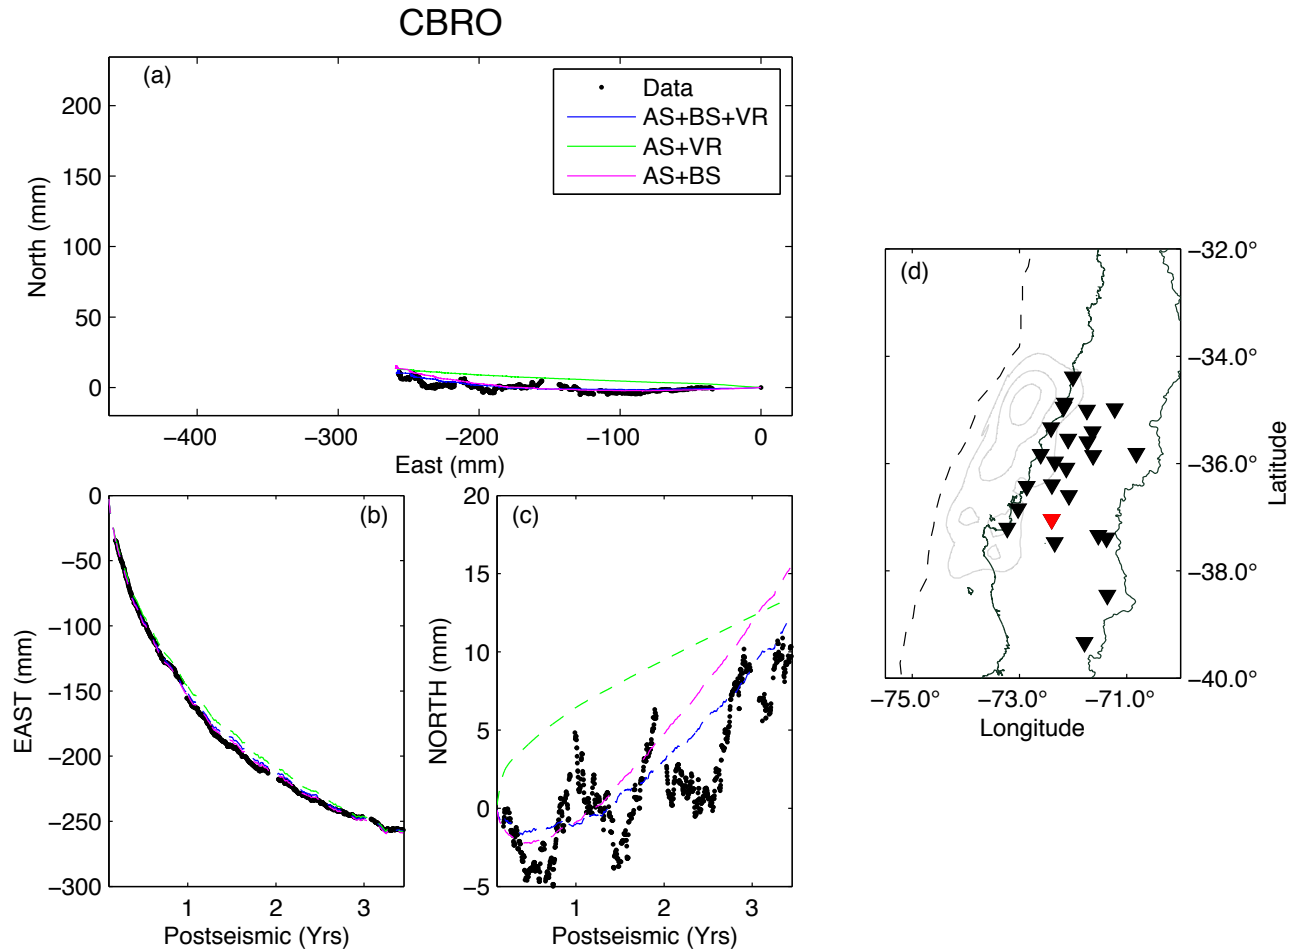 CBRO
(a)
Data
AS+BS+VR
AS+VR
AS+BS
200
150
100
50
0
North (mm)
−400
−300
−200
−100
0
East (mm)
(b)
0
−50
−100
−150
−200
−250
−300
EAST (mm)
1
2
3
Postseismic (Yrs)
(c)
20
15
10
5
0
−5
NORTH (mm)
1
2
3
Postseismic (Yrs)
(d)
−32.0°
−34.0°
−36.0°
−38.0°
−40.0°
Latitude
−75.0°
−73.0°
−71.0°
Longitude